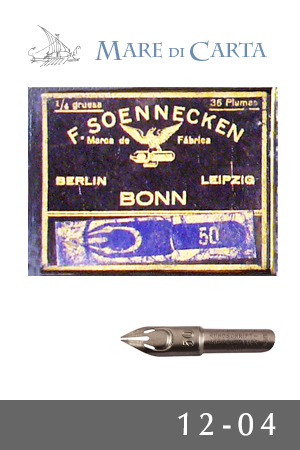 MARE DI CARTA
1/4 gruesa 36 Plumas
F. SOENNECKEN
Marca de Fábrica
BERLIN LEIPZIG
BONN
50
12-04